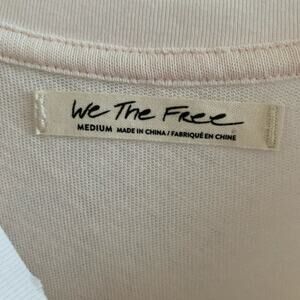 We The Free
MEDIUM MADE IN CHINA / FABRIQUÉ EN CHINE